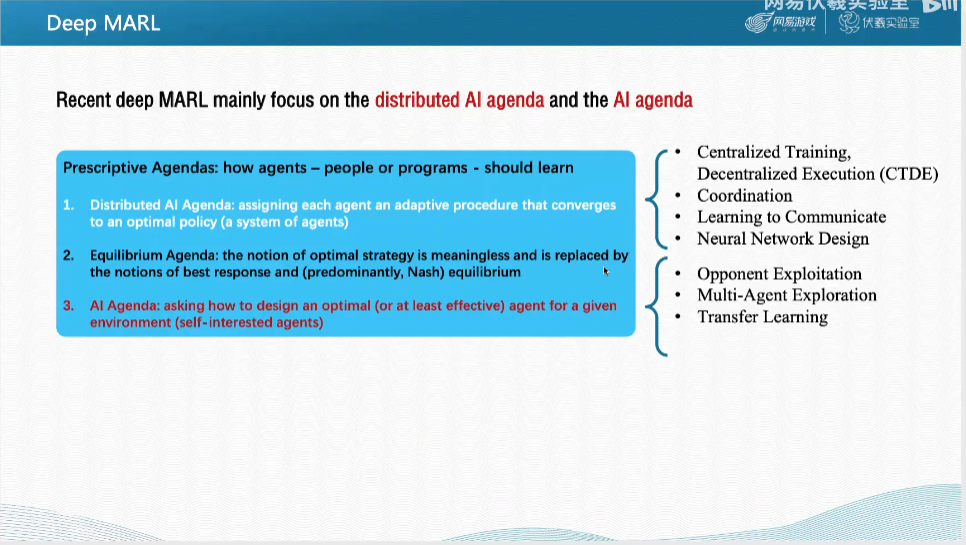 网易伏羲实验室
Deep MARL
网易游戏
伏羲实验室
Recent deep MARL mainly focus on the distributed AI agenda and the AI agenda
Prescriptive Agendas: how agents – people or programs - should learn
1. Distributed AI Agenda: assigning each agent an adaptive procedure that converges
to an optimal policy (a system of agents)
2. Equilibrium Agenda: the notion of optimal strategy is meaningless and is replaced by
the notions of best response and (predominantly, Nash) equilibrium
3. AI Agenda: asking how to design an optimal (or at least effective) agent for a given
environment (self-interested agents)
• Centralized Training,
Decentralized Execution (CTDE)
• Coordination
• Learning to Communicate
• Neural Network Design
• Opponent Exploitation
• Multi-Agent Exploration
• Transfer Learning